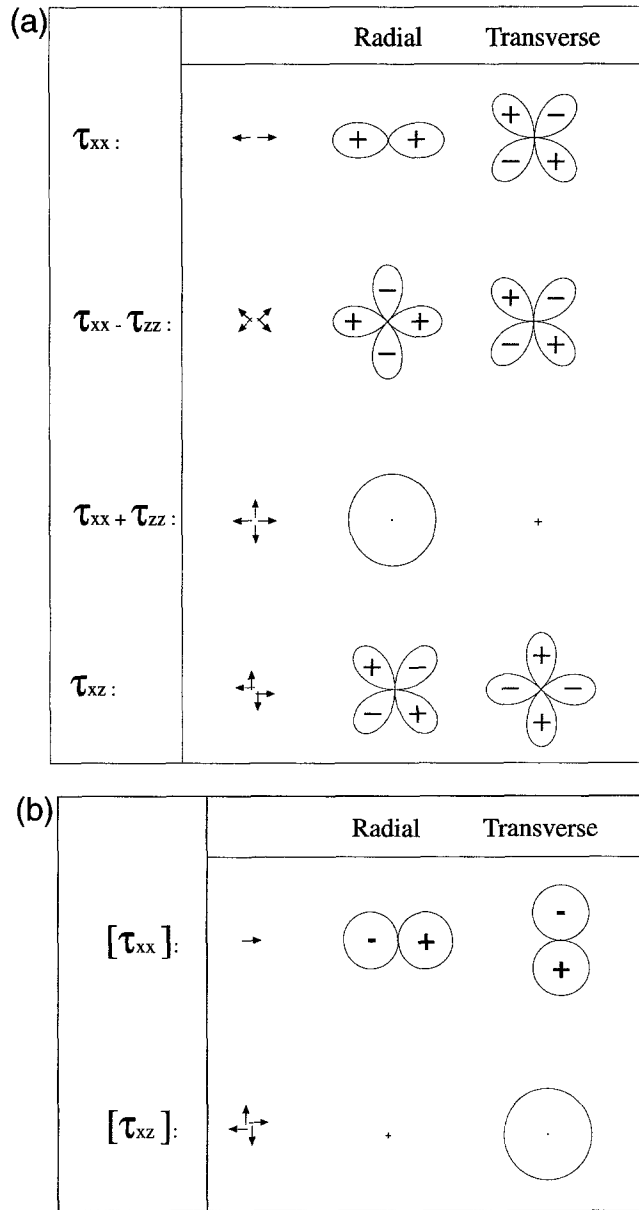 (a)
Radial Transverse
τxx :
+ + + − − +
τxx - τzz :
− + + − + − − +
τxx + τzz :
τxz :
+ − − + + − − +
(b)
Radial Transverse
[τxx]:
- + - +
[τxz]: